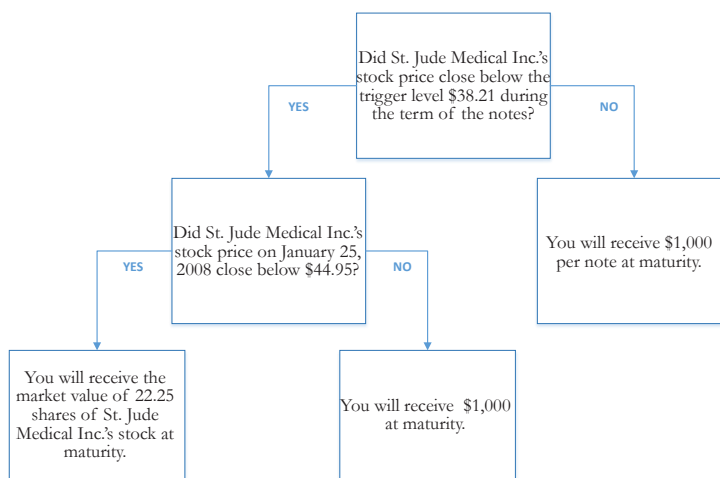 Did St. Jude Medical Inc.'s
stock price close below the
trigger level $38.21 during
the term of the notes?
YES
NO
Did St. Jude Medical Inc.'s
stock price on January 25,
2008 close below $44.95?
You will receive $1,000
per note at maturity.
YES
NO
You will receive the
market value of 22.25
shares of St. Jude
Medical Inc.'s stock at
maturity.
You will receive $1,000
at maturity.